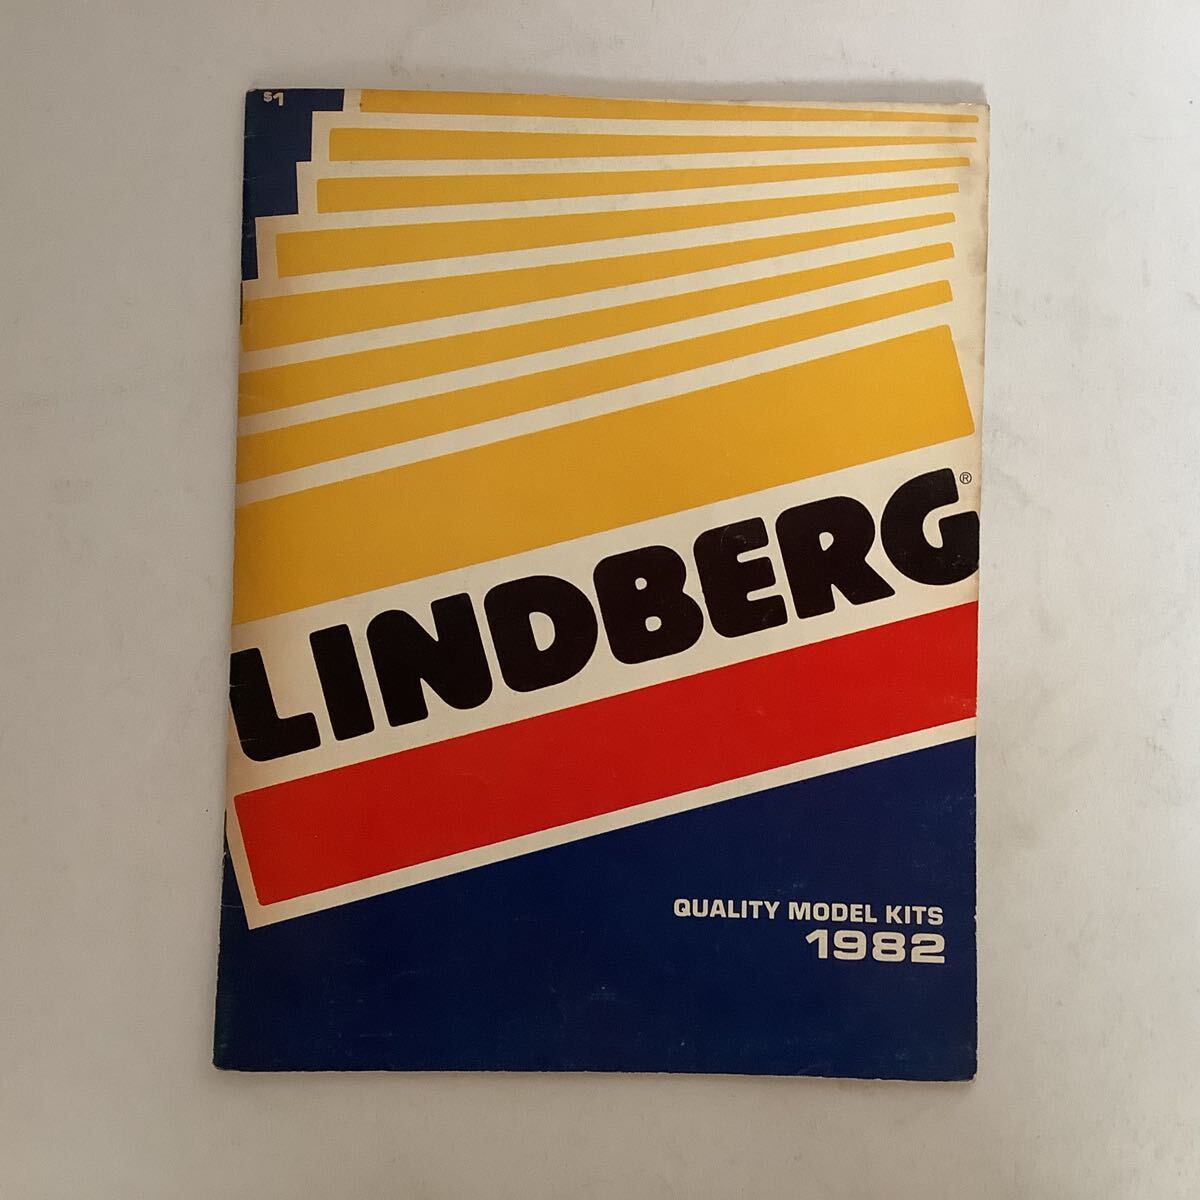 $1
LINDBERG®
QUALITY MODEL KITS
1982